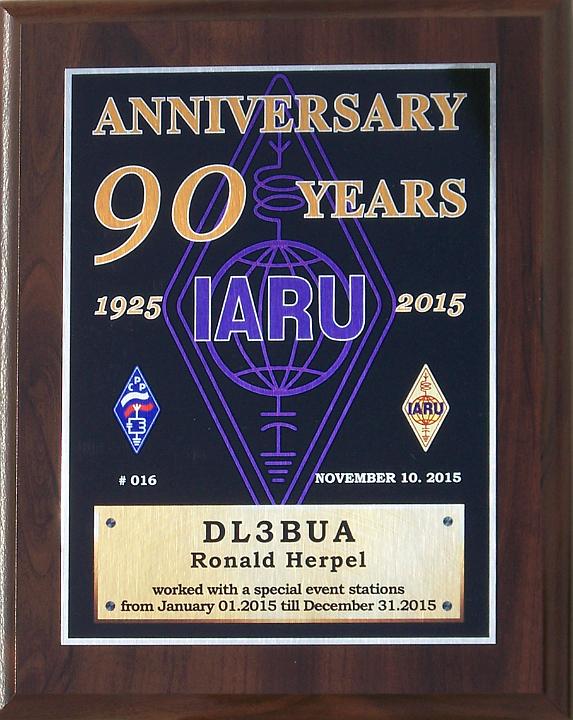 ANNIVERSARY
90 YEARS
1925 IARU 2015
СРР
IARU
# 016 NOVEMBER 10. 2015
DL3BUA
Ronald Herpel
worked with a special event stations
from January 01.2015 till December 31.2015